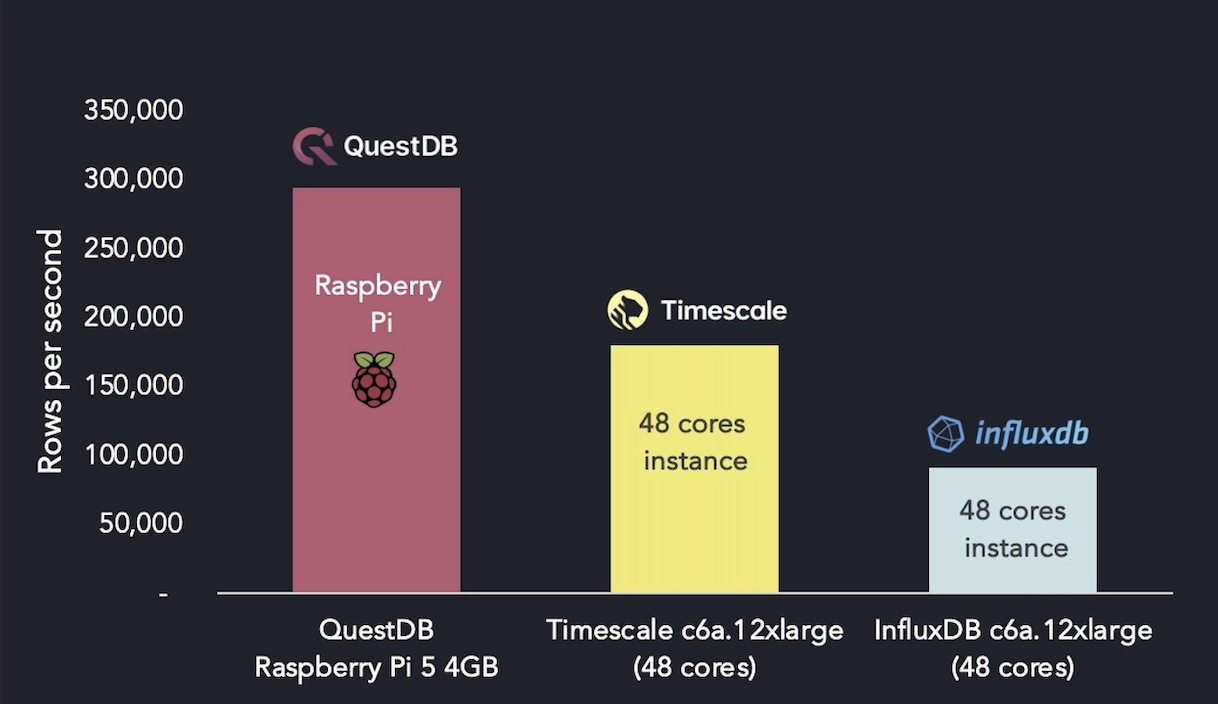 350,000
300,000
250,000
200,000
150,000
100,000
50,000
-
Rows per second
QuestDB
Raspberry
Pi
Timescale
48 cores
instance
influxdb
48 cores
instance
QuestDB
Raspberry Pi 5 4GB
Timescale c6a.12xlarge
(48 cores)
InfluxDB c6a.12xlarge
(48 cores)